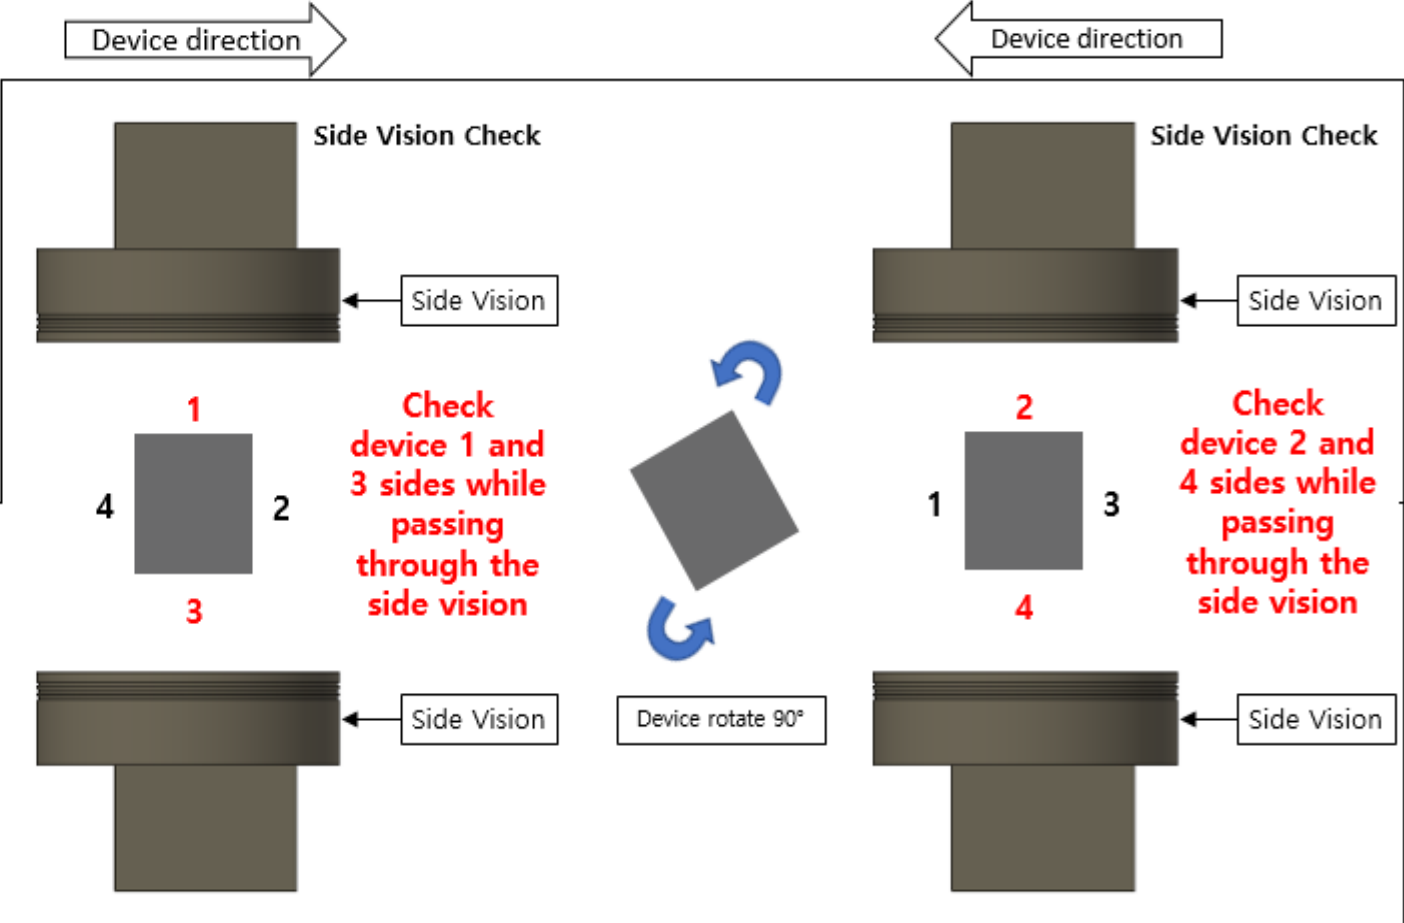 Device direction
Device direction
Side Vision Check
Side Vision Check
Side Vision
Side Vision
1
Check
device 1 and
3 sides while
passing
through the
side vision
4
2
3
2
Check
device 2 and
4 sides while
passing
through the
side vision
1
3
4
Side Vision
Device rotate 90°
Side Vision